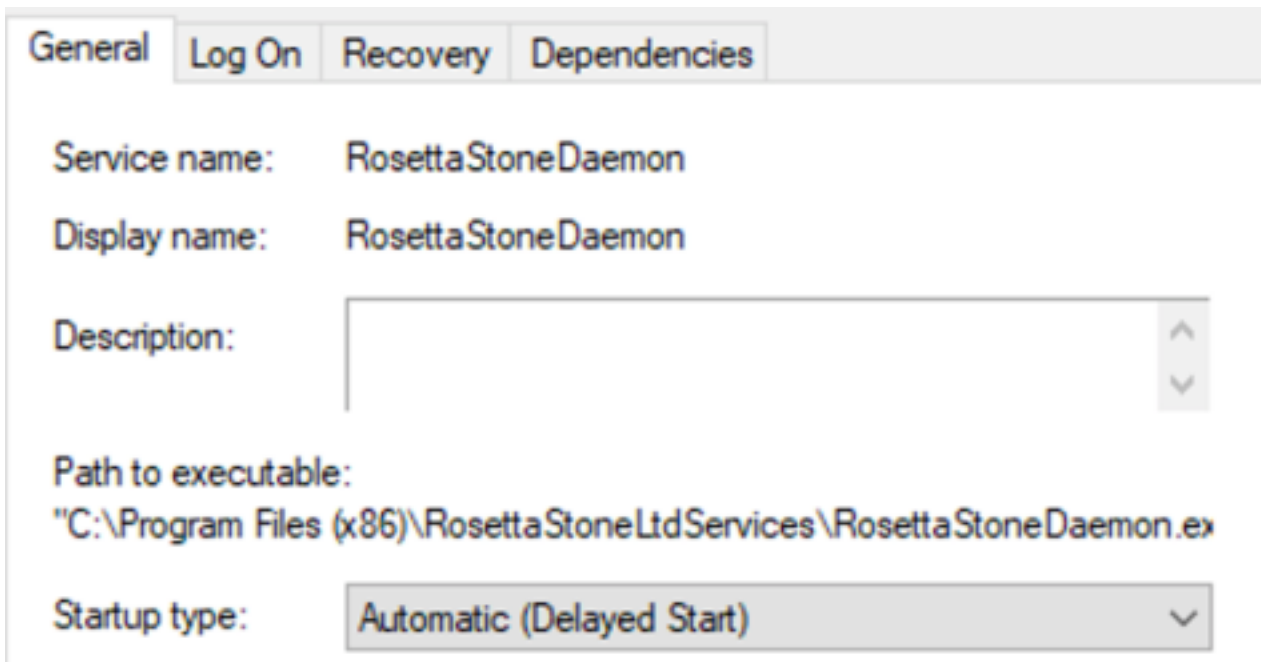 General Log On Recovery Dependencies
Service name: RosettaStoneDaemon
Display name: RosettaStoneDaemon
Description:
Path to executable:
"C:\Program Files (x86)\RosettaStoneLtdServices\RosettaStoneDaemon.ex
Startup type: Automatic (Delayed Start)